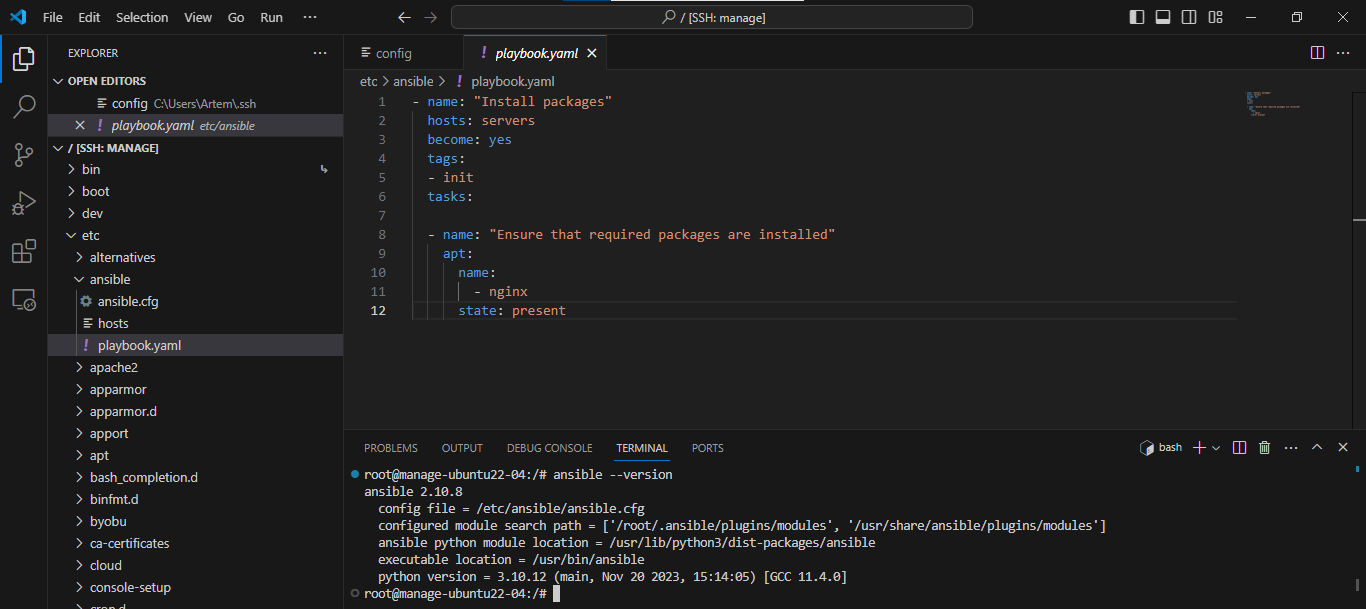 File Edit Selection View Go Run ···
/ [SSH: manage]
EXPLORER ···
OPEN EDITORS
config C:\Users\Artem\.ssh
! playbook.yaml etc/ansible
/ [SSH: MANAGE]
bin
boot
dev
etc
alternatives
ansible
ansible.cfg
hosts
! playbook.yaml
apache2
apparmor
apparmor.d
apport
apt
bash_completion.d
binfmt.d
byobu
ca-certificates
cloud
console-setup
cron.d
config
! playbook.yaml
etc > ansible > ! playbook.yaml
1 - name: "Install packages"
2 hosts: servers
3 become: yes
4 tags:
5 - init
6 tasks:
7
8 - name: "Ensure that required packages are installed"
9 apt:
10 name:
11 - nginx
12 state: present
PROBLEMS OUTPUT DEBUG CONSOLE TERMINAL PORTS
bash
root@manage-ubuntu22-04:/# ansible --version
ansible 2.10.8
config file = /etc/ansible/ansible.cfg
configured module search path = ['/root/.ansible/plugins/modules', '/usr/share/ansible/plugins/modules']
ansible python module location = /usr/lib/python3/dist-packages/ansible
executable location = /usr/bin/ansible
python version = 3.10.12 (main, Nov 20 2023, 15:14:05) [GCC 11.4.0]
root@manage-ubuntu22-04:/#